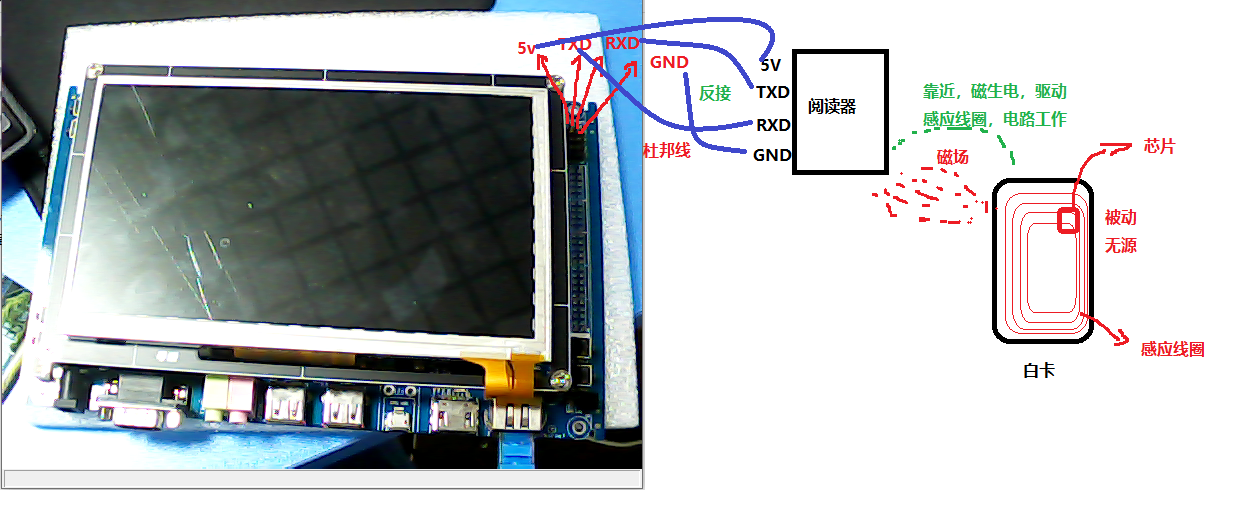 5v TXD RXD
GND
反接
杜邦线
5V
TXD
RXD
GND
阅读器
靠近，磁生电，驱动
感应线圈，电路工作
磁场
芯片
被动
无源
感应线圈
白卡